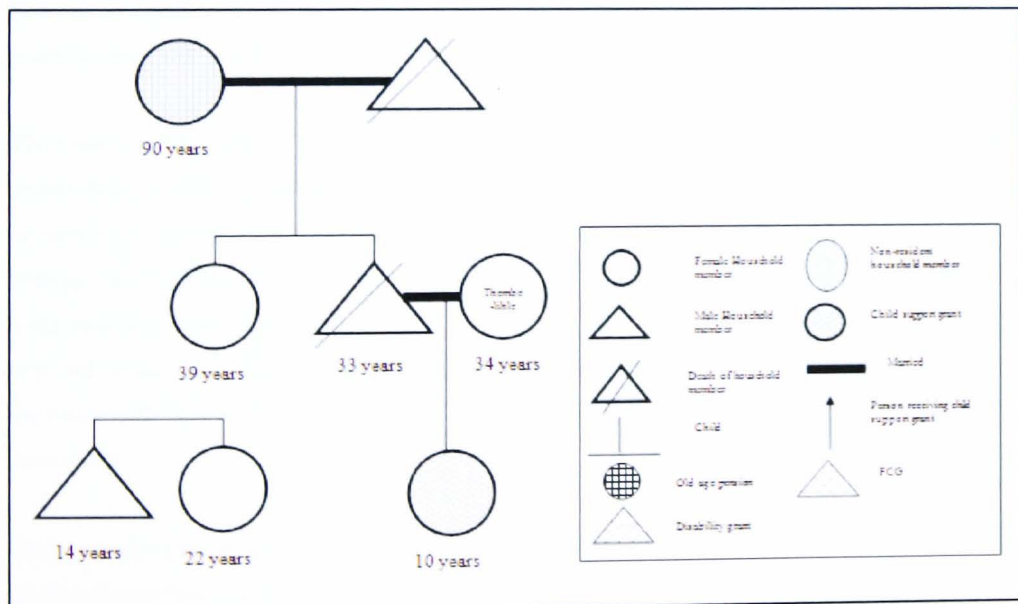 90 years
Thembe
-lihle
39 years
33 years
34 years
14 years
22 years
10 years
Female Household
member
Non-resident
household member
Male Household
member
Child support grant
Death of household
member
Married
Child
Person receiving child
support grant
Old age pension
FCG
Disability grant